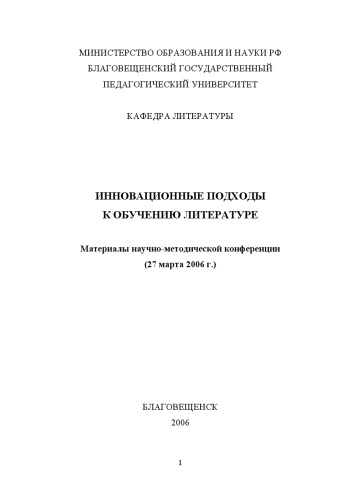 МИНИСТЕРСТВО ОБРАЗОВАНИЯ И НАУКИ РФ
БЛАГОВЕЩЕНСКИЙ ГОСУДАРСТВЕННЫЙ
ПЕДАГОГИЧЕСКИЙ УНИВЕРСИТЕТ
КАФЕДРА ЛИТЕРАТУРЫ
ИННОВАЦИОННЫЕ ПОДХОДЫ
К ОБУЧЕНИЮ ЛИТЕРАТУРЕ
Материалы научно-методической конференции
(27 марта 2006 г.)
БЛАГОВЕЩЕНСК
2006
1